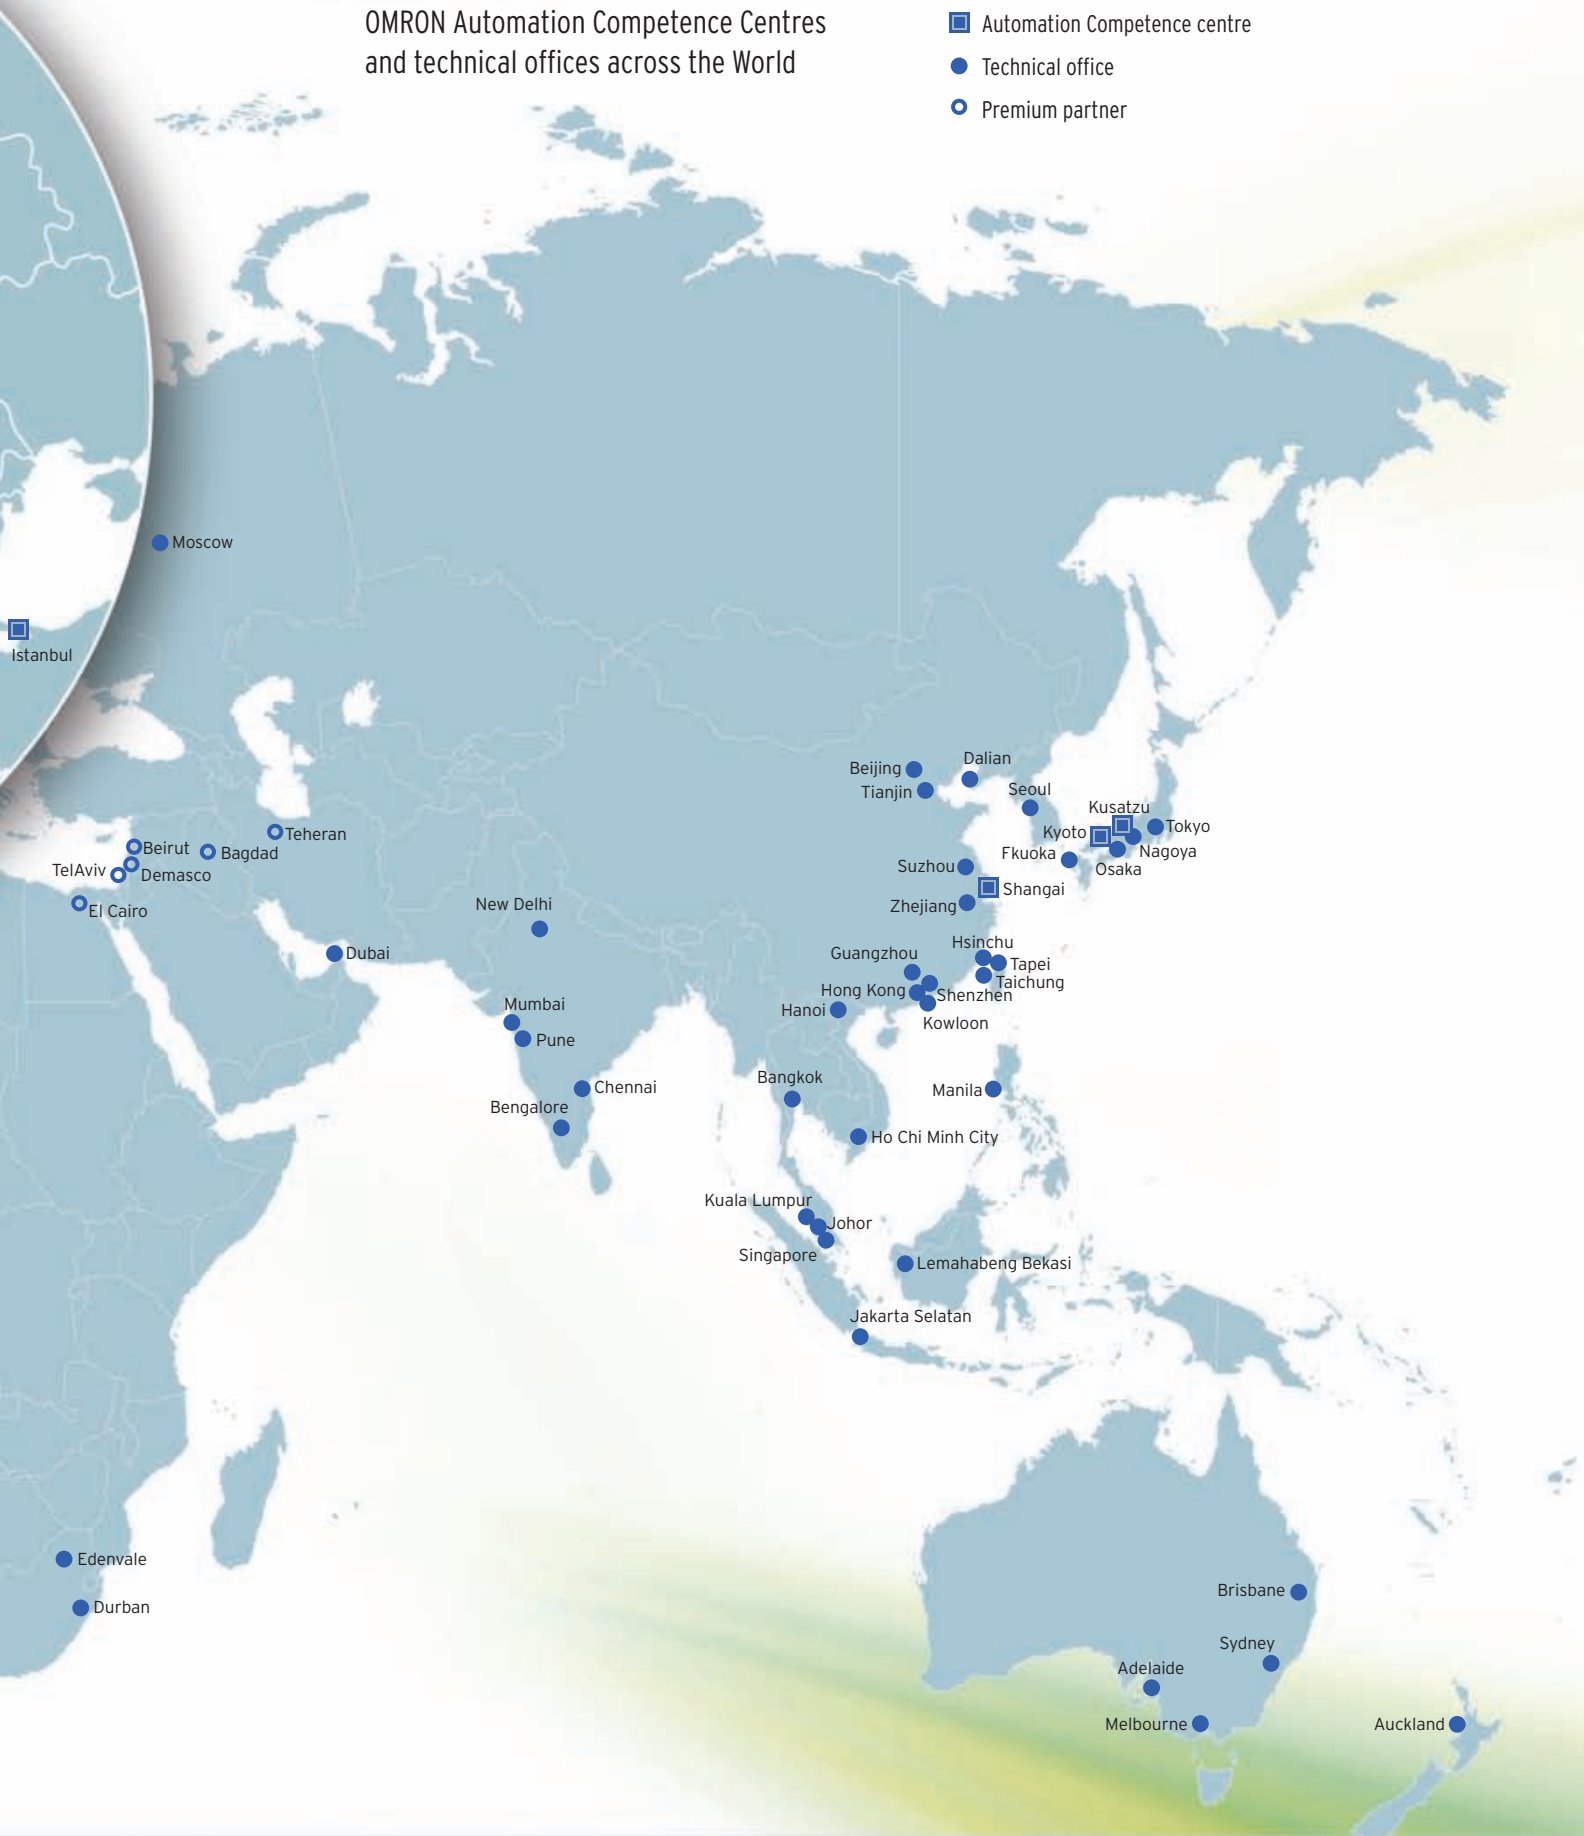 OMRON Automation Competence Centres
and technical offices across the World
Automation Competence centre
Technical office
Premium partner
Moscow
Istanbul
Beijing
Dalian
Tianjin
Seoul
Kusatzu
Kyoto
Tokyo
Teheran
Beirut
Bagdad
Fkuoka
Nagoya
TelAviv
Demasco
Suzhou
Osaka
Shangai
El Cairo
New Delhi
Zhejiang
Dubai
Guangzhou
Hsinchu
Tapei
Taichung
Hong Kong
Shenzhen
Mumbai
Hanoi
Kowloon
Pune
Bangkok
Chennai
Manila
Bengalore
Ho Chi Minh City
Kuala Lumpur
Johor
Singapore
Lemahabeng Bekasi
Jakarta Selatan
Edenvale
Durban
Brisbane
Sydney
Adelaide
Melbourne
Auckland